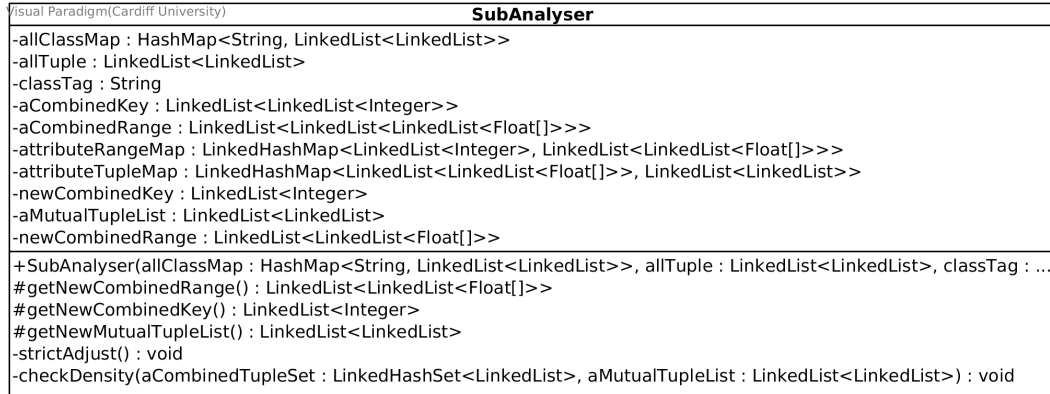 Visual Paradigm(Cardiff University)
SubAnalyser
-allClassMap : HashMap<String, LinkedList<LinkedList>>
-allTuple : LinkedList<LinkedList>
-classTag : String
-aCombinedKey : LinkedList<LinkedList<Integer>>
-aCombinedRange : LinkedList<LinkedList<LinkedList<Float[]>>>
-attributeRangeMap : LinkedHashMap<LinkedList<Integer>, LinkedList<LinkedList<Float[]>>>
-attributeTupleMap : LinkedHashMap<LinkedList<LinkedList<Float[]>>, LinkedList<LinkedList>>
-newCombinedKey : LinkedList<Integer>
-aMutualTupleList : LinkedList<LinkedList>
-newCombinedRange : LinkedList<LinkedList<Float[]>>
+SubAnalyser(allClassMap : HashMap<String, LinkedList<LinkedList>>, allTuple : LinkedList<LinkedList>, classTag : ...
#getNewCombinedRange() : LinkedList<LinkedList<Float[]>>
#getNewCombinedKey() : LinkedList<Integer>
#getNewMutualTupleList() : LinkedList<LinkedList>
-strictAdjust() : void
-checkDensity(aCombinedTupleSet : LinkedHashSet<LinkedList>, aMutualTupleList : LinkedList<LinkedList>) : void